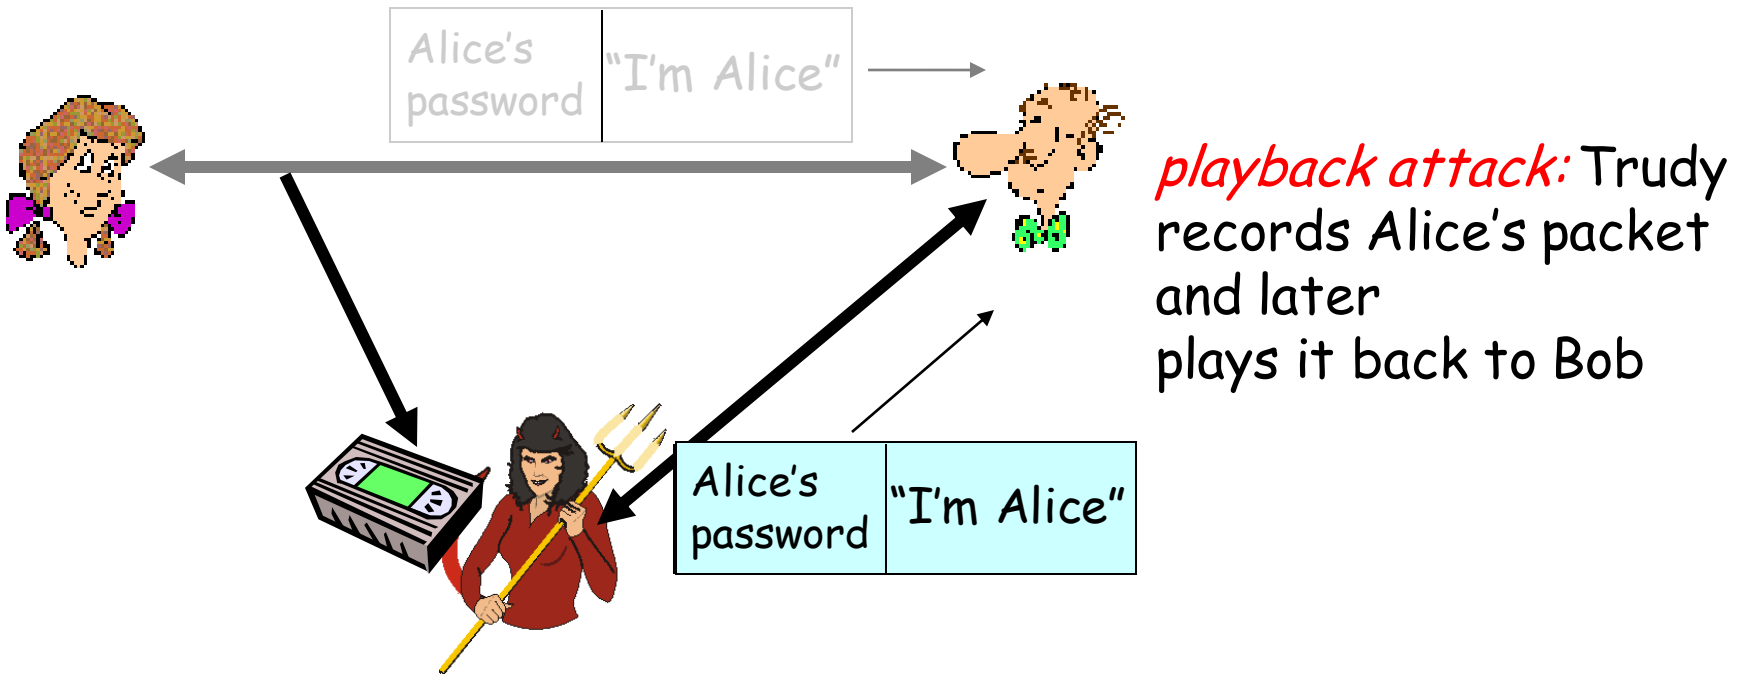 Alice’s
password
“I’m Alice”
playback attack: Trudy
records Alice’s packet
and later
plays it back to Bob
Alice’s
password
“I’m Alice”